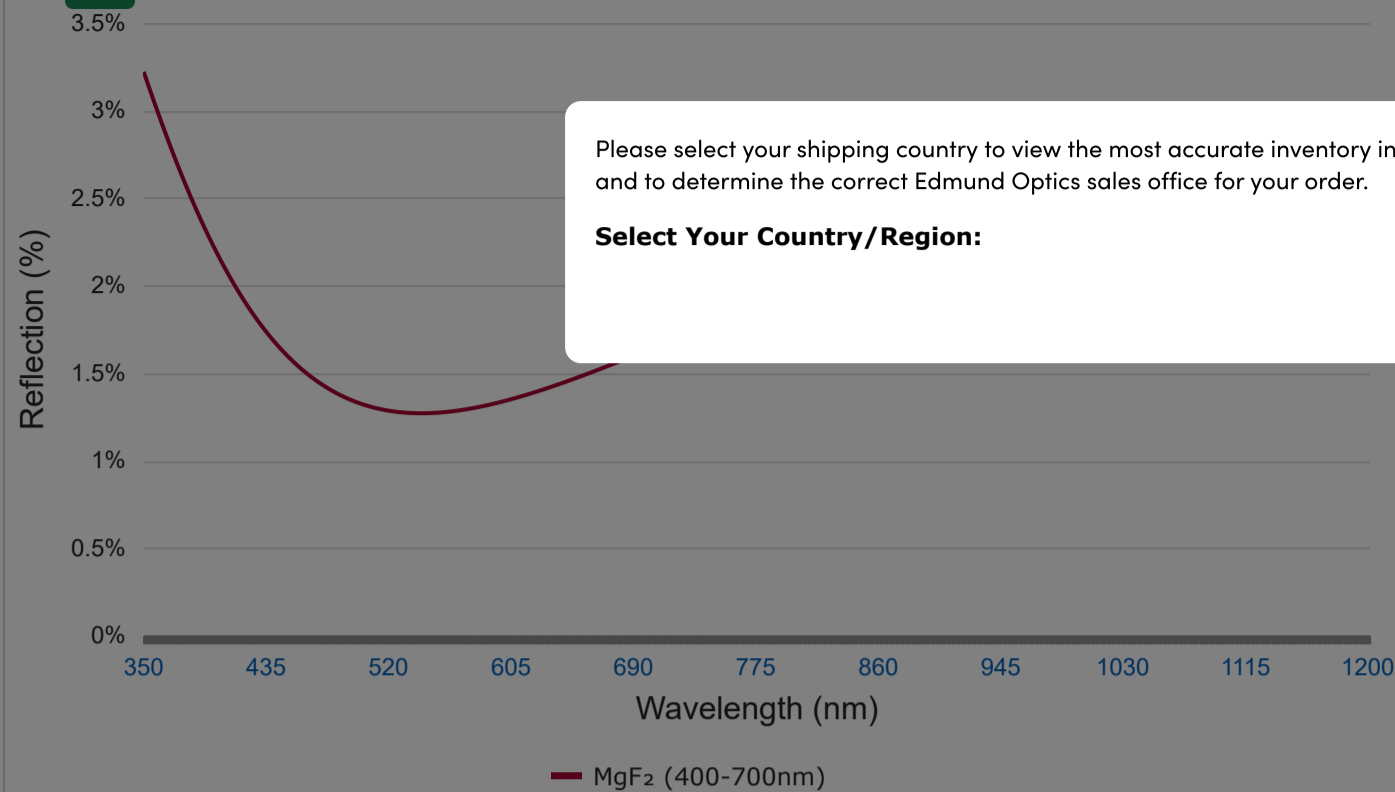 3.5%
3%
Please select your shipping country to view the most accurate inventory in
and to determine the correct Edmund Optics sales office for your order.
2.5%
Select Your Country/Region:
2%
1.5%
Reflection (%)
1%
0.5%
0%
350 435 520 605 690 775 860 945 1030 1115 1200
Wavelength (nm)
MgF₂ (400-700nm)